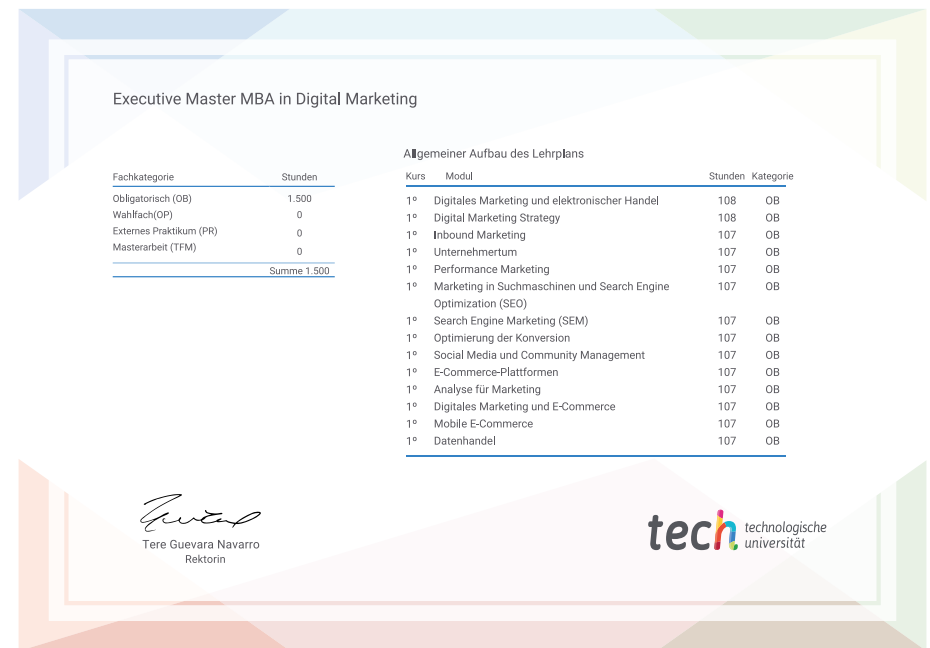 Executive Master MBA in Digital Marketing
Fachkategorie Stunden
Obligatorisch (OB) 1.500
Wahlfach(OP) 0
Externes Praktikum (PR) 0
Masterarbeit (TFM) 0
Summe 1.500
Allgemeiner Aufbau des Lehrplans
Kurs Modul Stunden Kategorie
1º Digitales Marketing und elektronischer Handel 108 OB
1º Digital Marketing Strategy 108 OB
1º Inbound Marketing 107 OB
1º Unternehmertum 107 OB
1º Performance Marketing 107 OB
1º Marketing in Suchmaschinen und Search Engine 107 OB
Optimization (SEO)
1º Search Engine Marketing (SEM) 107 OB
1º Optimierung der Konversion 107 OB
1º Social Media und Community Management 107 OB
1º E-Commerce-Plattformen 107 OB
1º Analyse für Marketing 107 OB
1º Digitales Marketing und E-Commerce 107 OB
1º Mobile E-Commerce 107 OB
1º Datenhandel 107 OB
Tere Guevara Navarro
Rektorin
tech technologische
universität